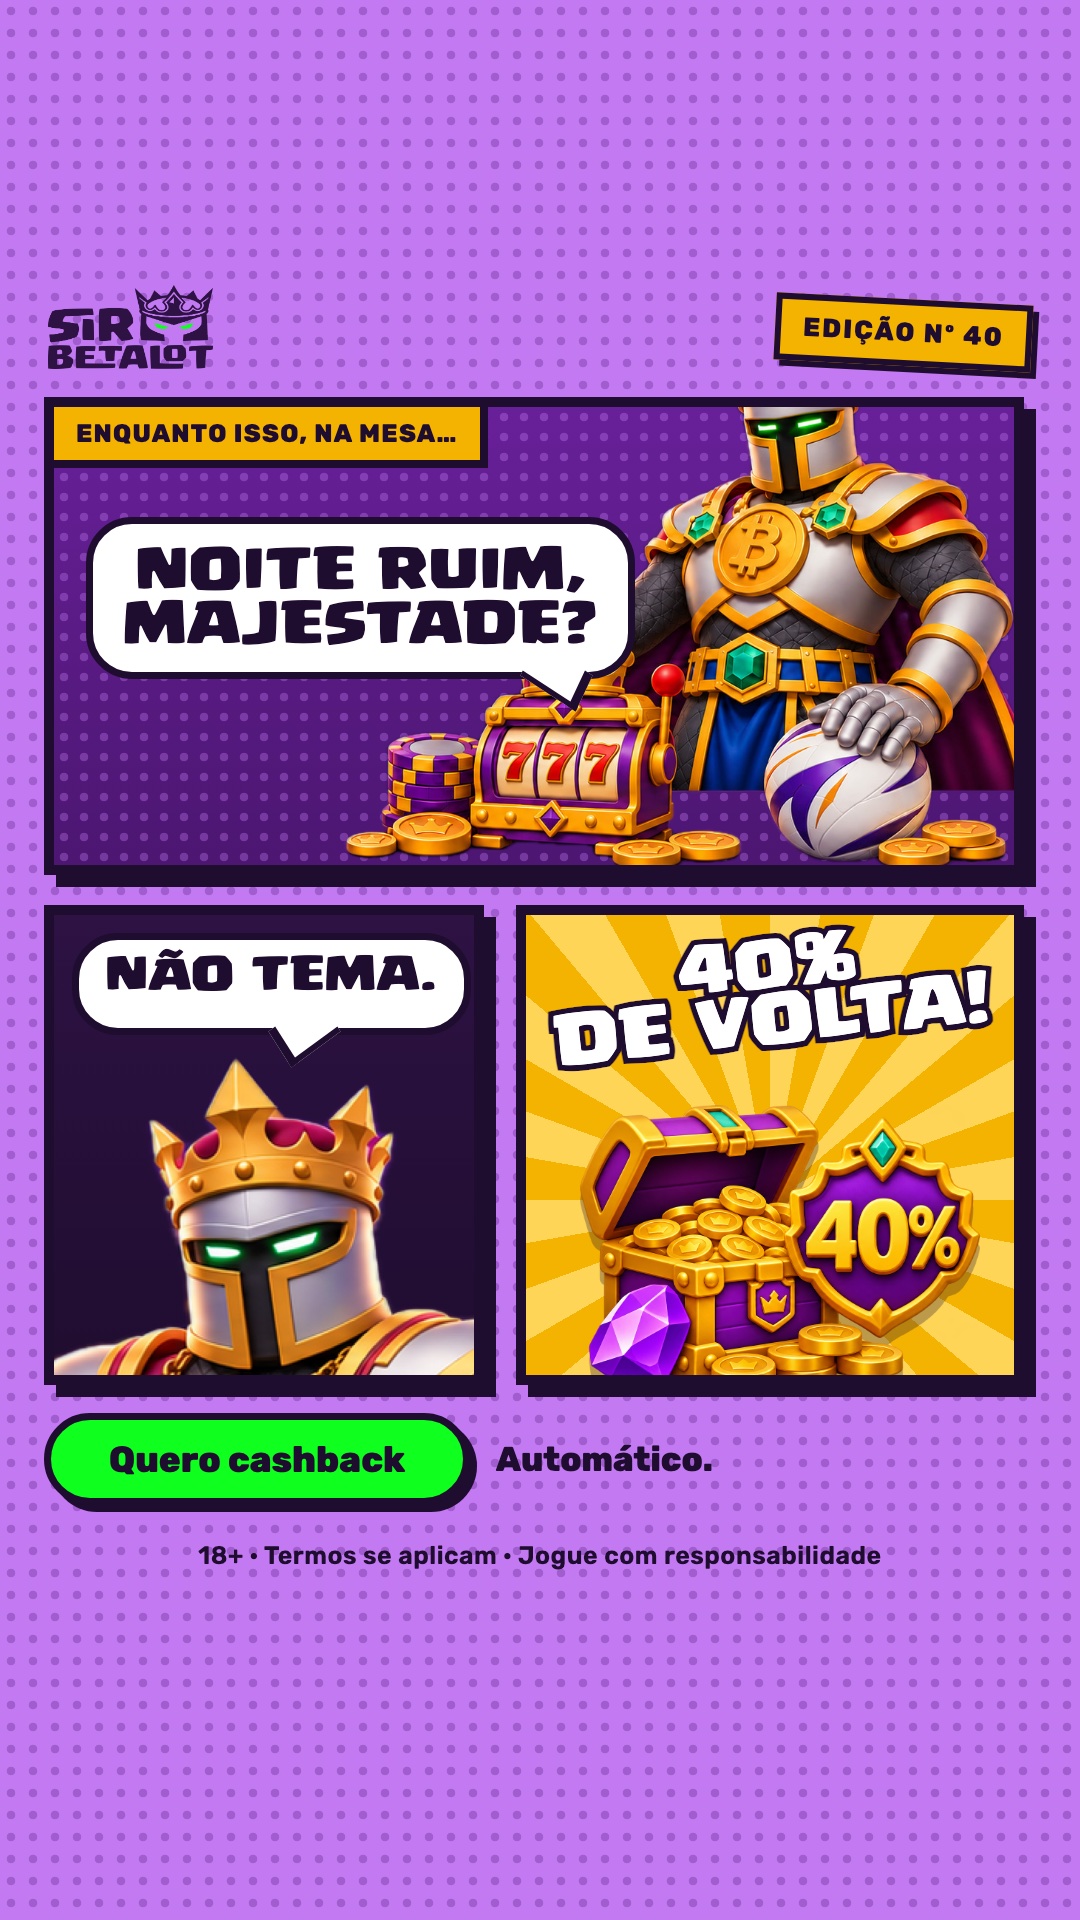 SiR
BETALOT
EDIÇÃO Nº 40
ENQUANTO ISSO, NA MESA...
NOITE RUIM,
MAJESTADE?
777
NÃO TEMA.
40%
DE VOLTA!
40%
Quero cashback
Automático.
18+ • Termos se aplicam • Jogue com responsabilidade